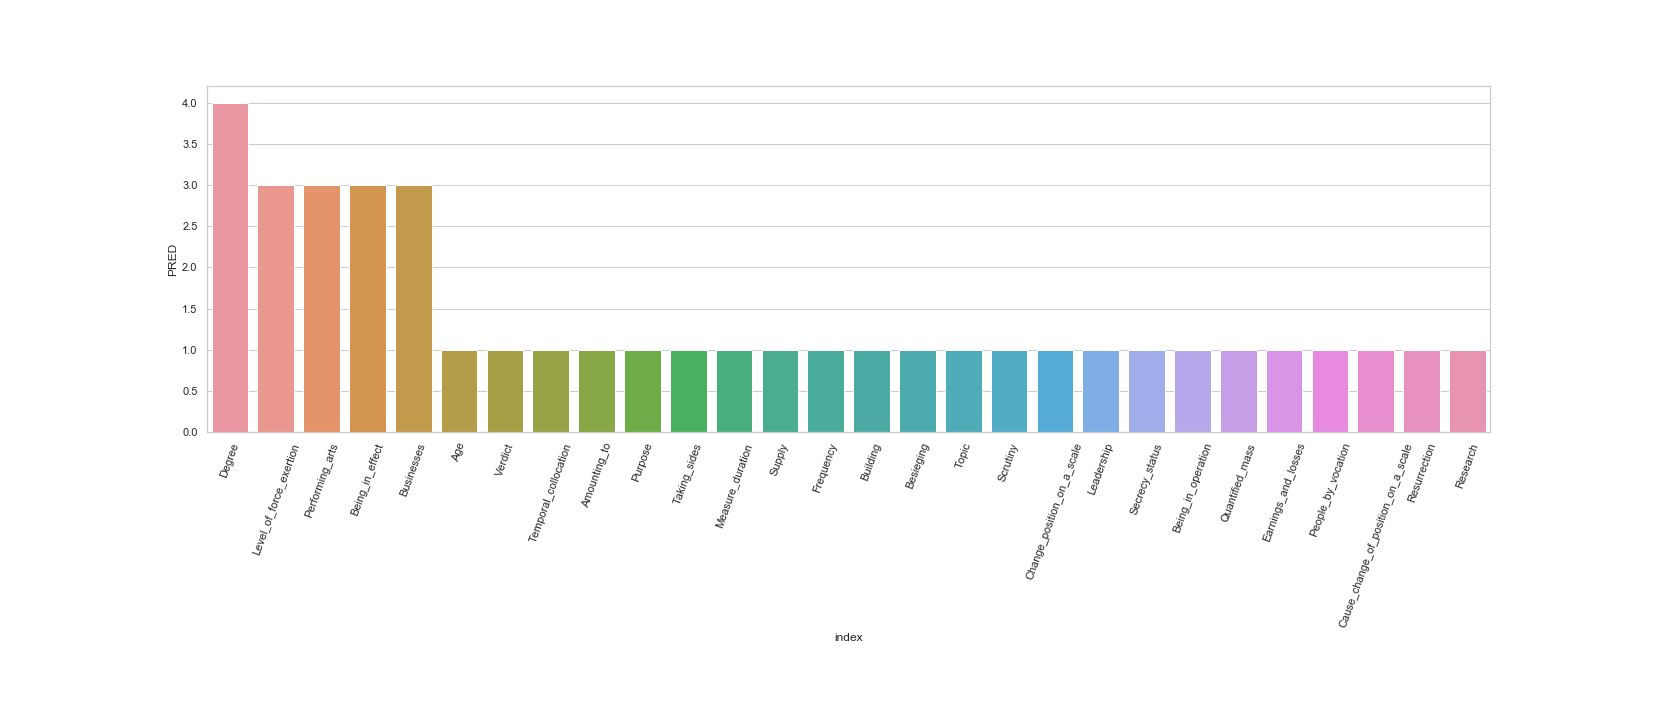 4.0
3.5
3.0
2.5
2.0
1.5
1.0
0.5
0.0
PRED
Degree
Level_of_force_exertion
Performing_arts
Being_in_effect
Businesses
Age
Verdict
Temporal_collocation
Amounting_to
Purpose
Taking_sides
Measure_duration
Supply
Frequency
Building
Besieging
Topic
Scrutiny
Change_position_on_a_scale
Leadership
Secrecy_status
Being_in_operation
Quantified_mass
Earnings_and_losses
People_by_vocation
Cause_change_of_position_on_a_scale
Resurrection
Research
index